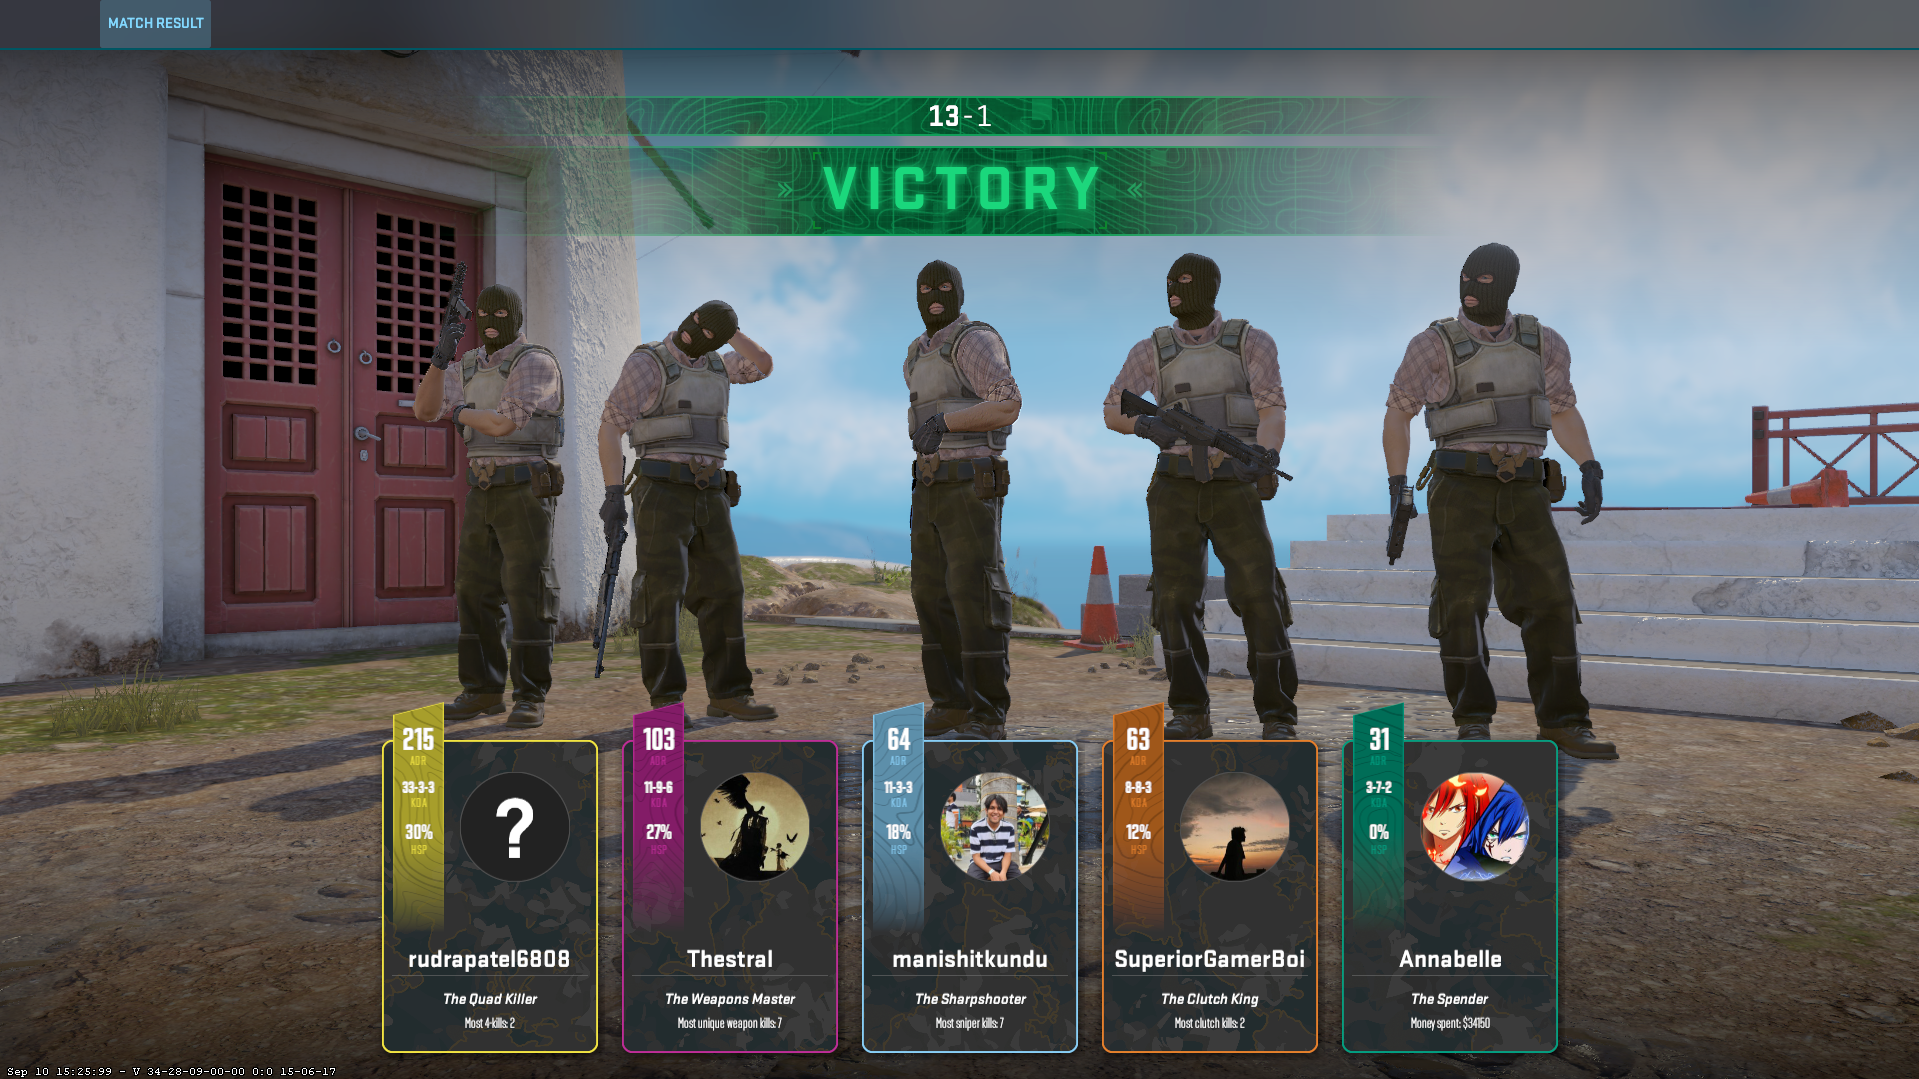 MATCH RESULT
13-1
» VICTORY «
215
ADR
33-3-3
KDA
30%
HSP
rudrapatel6808
The Quad Killer
Most 4-kills: 2
103
ADR
11-9-6
KDA
27%
HSP
Thestral
The Weapons Master
Most unique weapon kills: 7
64
ADR
11-3-3
KDA
18%
HSP
manishitkundu
The Sharpshooter
Most sniper kills: 7
63
ADR
8-8-3
KDA
12%
HSP
SuperiorGamerBoi
The Clutch King
Most clutch kills: 2
31
ADR
3-7-2
KDA
0%
HSP
Annabelle
The Spender
Money spent: $34150
Sep 10 15:25:99 - V 34-28-09-00-00 0:0 15-06-17